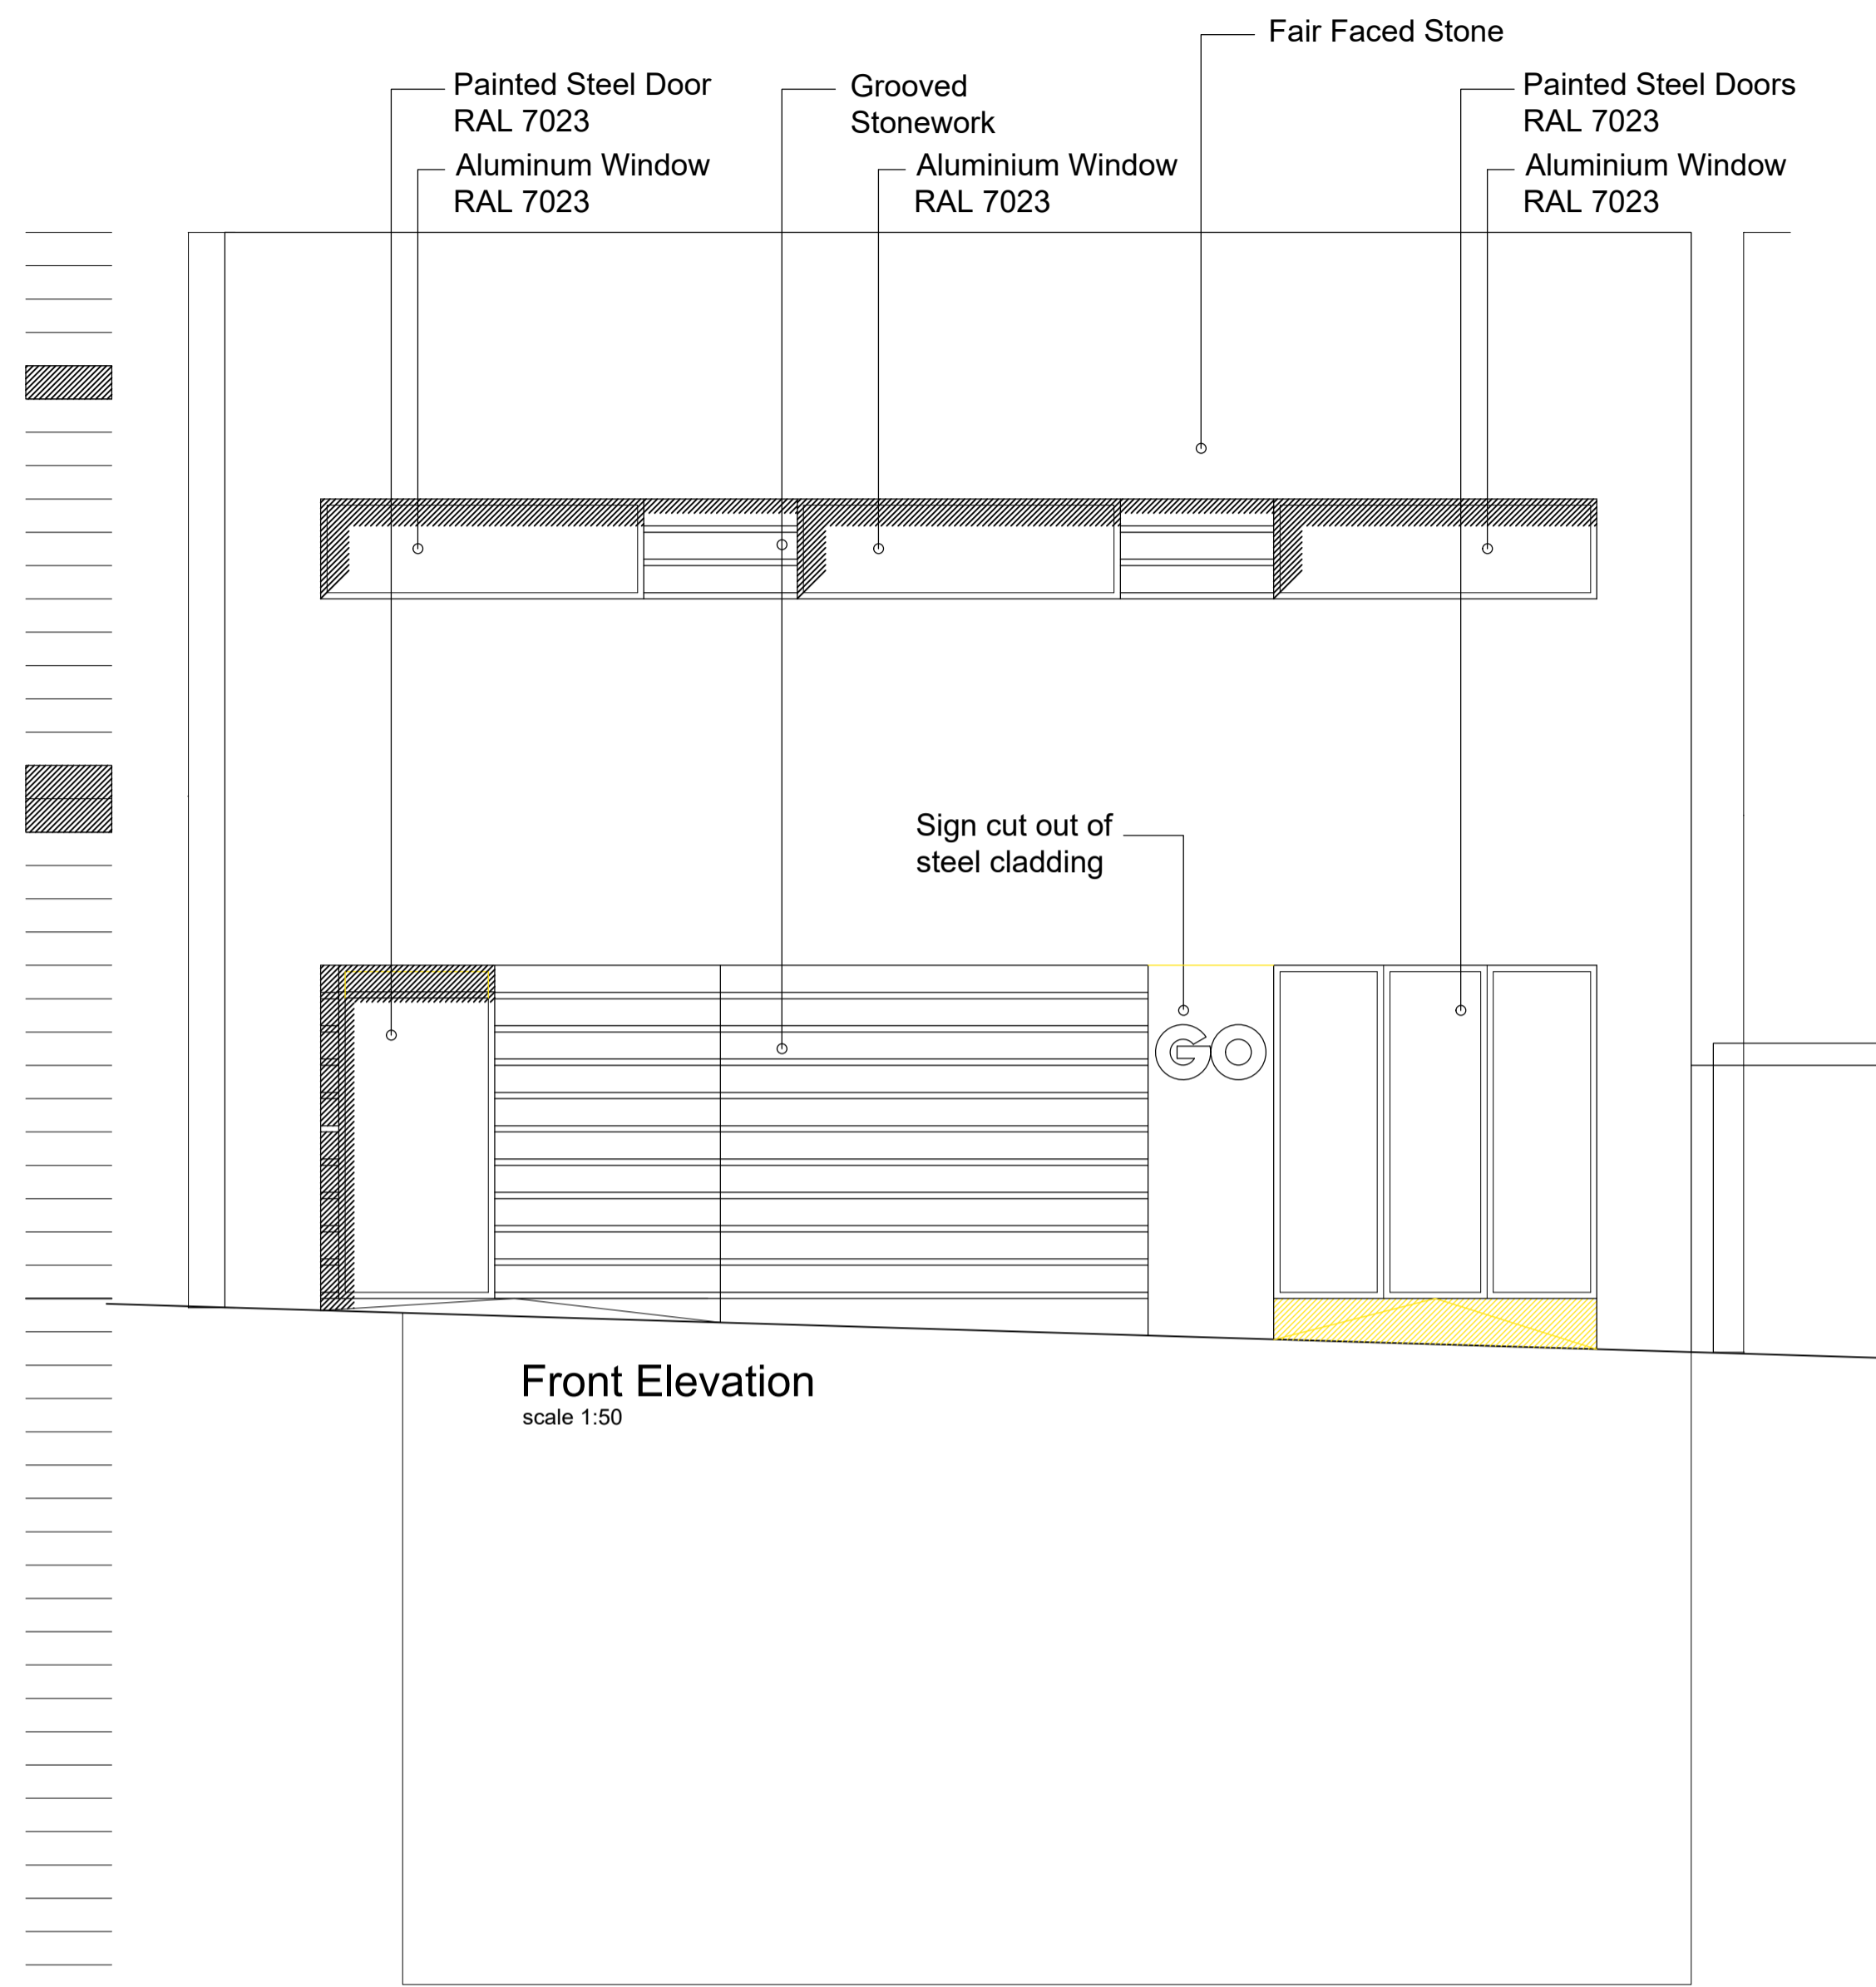 Fair Faced Stone
Painted Steel Door
RAL 7023
Aluminum Window
RAL 7023
Grooved
Stonework
Aluminium Window
RAL 7023
Painted Steel Doors
RAL 7023
Aluminium Window
RAL 7023
Sign cut out of
steel cladding
GO
Front Elevation
scale 1:50